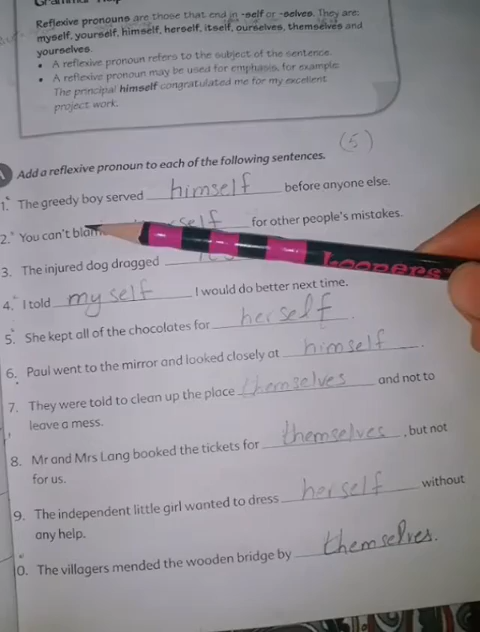 Reflexive pronouns are those that end in -self or -selves. They are:
myself, yourself, himself, herself, itself, ourselves, themselves and
yourselves.
• A reflexive pronoun refers to the subject of the sentence.
• A reflexive pronoun may be used for emphasis, for example:
The principal himself congratulated me for my excellent
project work.
(5)
Add a reflexive pronoun to each of the following sentences.
1. The greedy boy served himself before anyone else.
2. You can't self for other people's mistakes.
3. The injured dog dragged
Loopers
4. I told my self I would do better next time.
5. She kept all of the chocolates for herself.
6. Paul went to the mirror and looked closely at himself.
7. They were told to clean up the place themselves and not to
leave a mess.
8. Mr and Mrs Lang booked the tickets for themselves, but not
for us.
9. The independent little girl wanted to dress herself without
any help.
0. The villagers mended the wooden bridge by themselves.